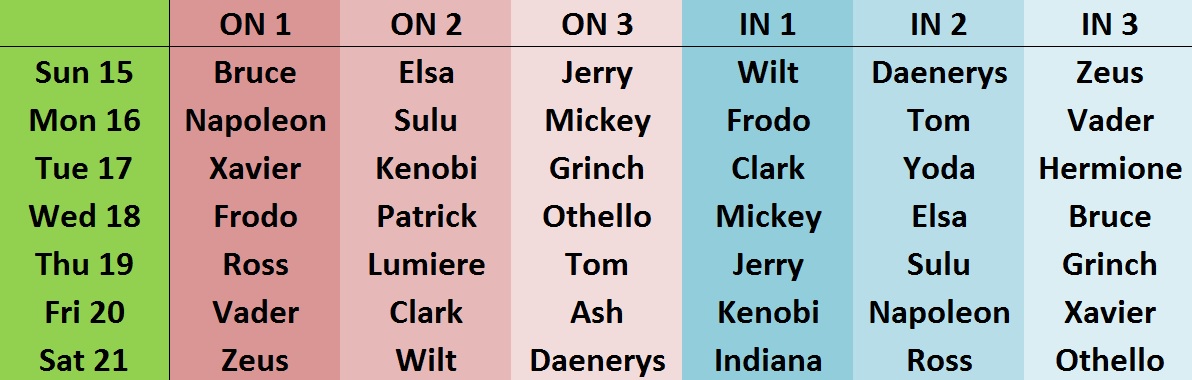 ON 1 ON 2 ON 3 IN 1 IN 2 IN 3
Sun 15 Bruce Elsa Jerry Wilt Daenerys Zeus
Mon 16 Napoleon Sulu Mickey Frodo Tom Vader
Tue 17 Xavier Kenobi Grinch Clark Yoda Hermione
Wed 18 Frodo Patrick Othello Mickey Elsa Bruce
Thu 19 Ross Lumiere Tom Jerry Sulu Grinch
Fri 20 Vader Clark Ash Kenobi Napoleon Xavier
Sat 21 Zeus Wilt Daenerys Indiana Ross Othello